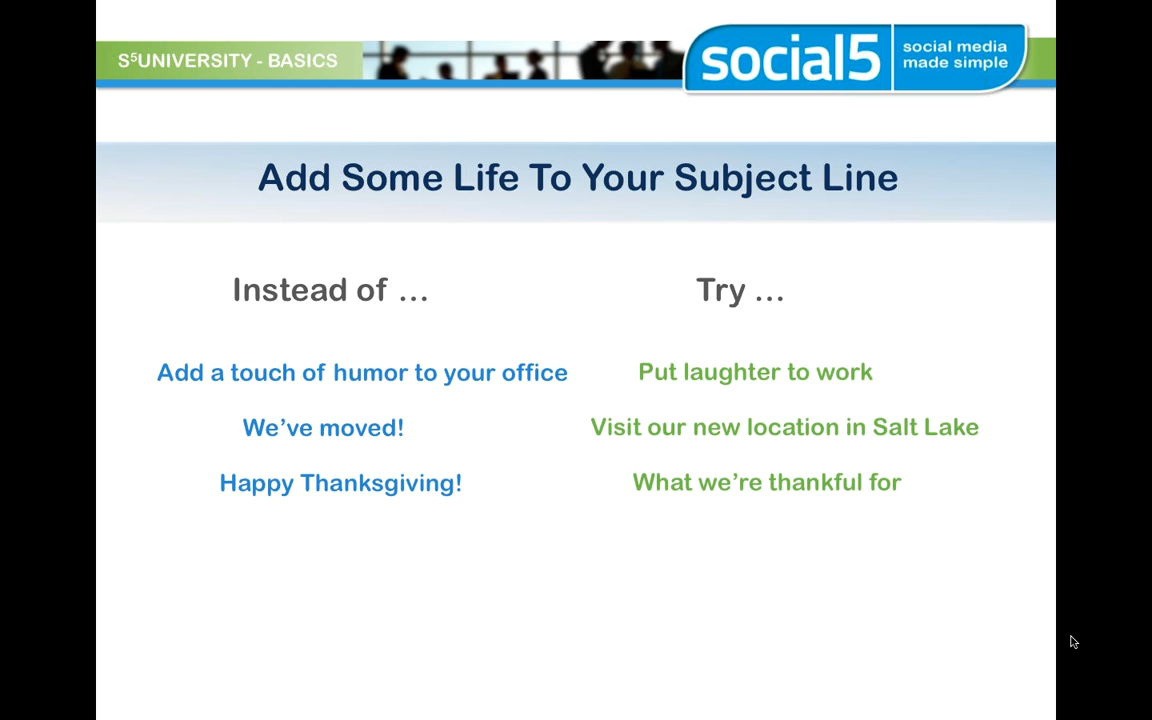 S⁵UNIVERSITY - BASICS
social5
social media
made simple
Add Some Life To Your Subject Line
Instead of ...
Try ...
Add a touch of humor to your office
Put laughter to work
We’ve moved!
Visit our new location in Salt Lake
Happy Thanksgiving!
What we’re thankful for